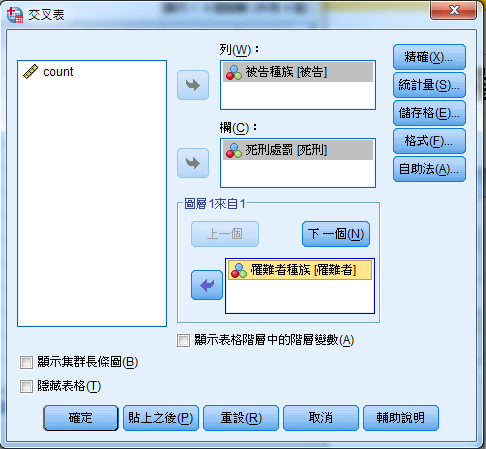 交叉表
count
列(W)：
被告種族 [被告]
欄(C)：
死刑處罰 [死刑]
圖層1來自1
上一個
下一個(N)
罹難者種族 [罹難者]
顯示表格階層中的階層變數(A)
精確(X)...
統計量(S)...
儲存格(E)...
格式(F)...
自助法(A)...
顯示集群長條圖(B)
隱藏表格(T)
確定
貼上之後(P)
重設(R)
取消
輔助說明